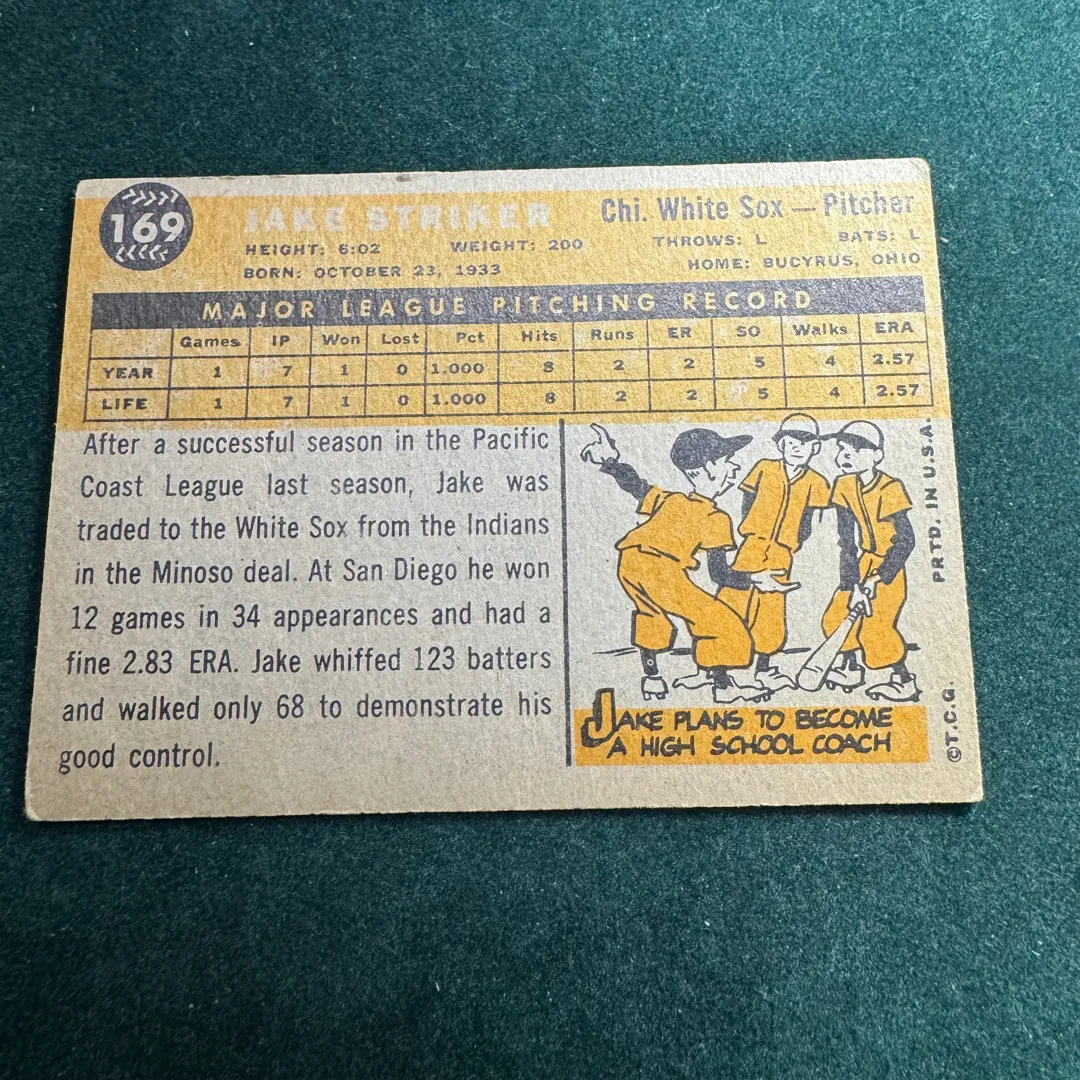 169
JAKE STRIKER
Chi. White Sox — Pitcher
HEIGHT: 6:02 WEIGHT: 200 THROWS: L BATS: L
BORN: OCTOBER 23, 1933 HOME: BUCYRUS, OHIO
MAJOR LEAGUE PITCHING RECORD
Games IP Won Lost Pct Hits Runs ER SO Walks ERA
YEAR 1 7 1 0 1.000 8 2 2 5 4 2.57
LIFE 1 7 1 0 1.000 8 2 2 5 4 2.57
After a successful season in the Pacific
Coast League last season, Jake was
traded to the White Sox from the Indians
in the Minoso deal. At San Diego he won
12 games in 34 appearances and had a
fine 2.83 ERA. Jake whiffed 123 batters
and walked only 68 to demonstrate his
good control.
JAKE PLANS TO BECOME
A HIGH SCHOOL COACH
©T.C.G. PRTD. IN U.S.A.